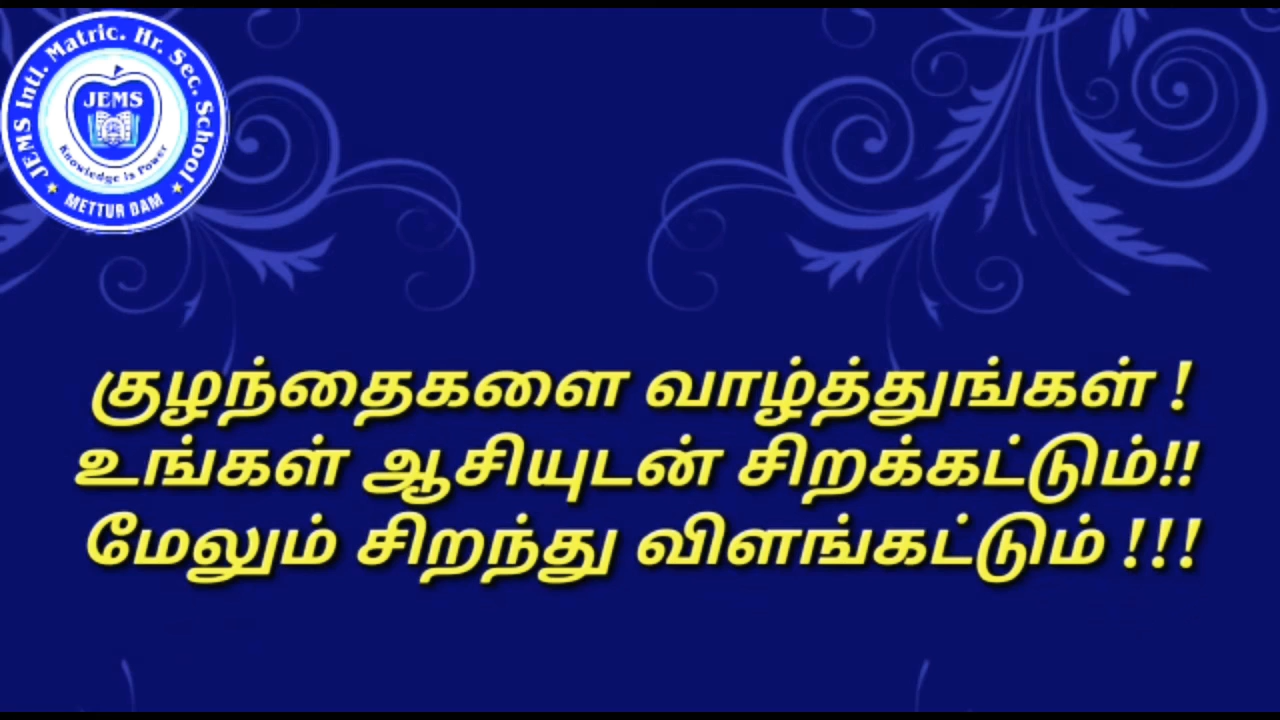 JEMS Intl. Matric. Hr. Sec. School
JEMS
Knowledge is Power
METTUR DAM
குழந்தைகளை வாழ்த்துங்கள் !
உங்கள் ஆசியுடன் சிறக்கட்டும்!!
மேலும் சிறந்து விளங்கட்டும் !!!